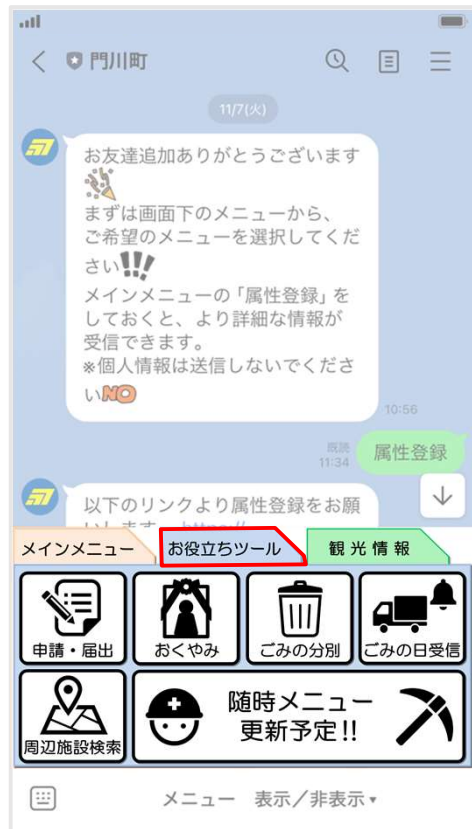 門川町
11/7(火)
お友達追加ありがとうございます
まずは画面下のメニューから、
ご希望のメニューを選択してくだ
さい!!!
メインメニューの「属性登録」を
しておくと、より詳細な情報が
受信できます。
※個人情報は送信しないでくださ
いNO
10:56
既読
11:34
属性登録
以下のリンクより属性登録をお願
メインメニュー
お役立ちツール
観光情報
申請・届出
おくやみ
ごみの分別
ごみの日受信
周辺施設検索
随時メニュー
更新予定!!
メニュー 表示/非表示▼